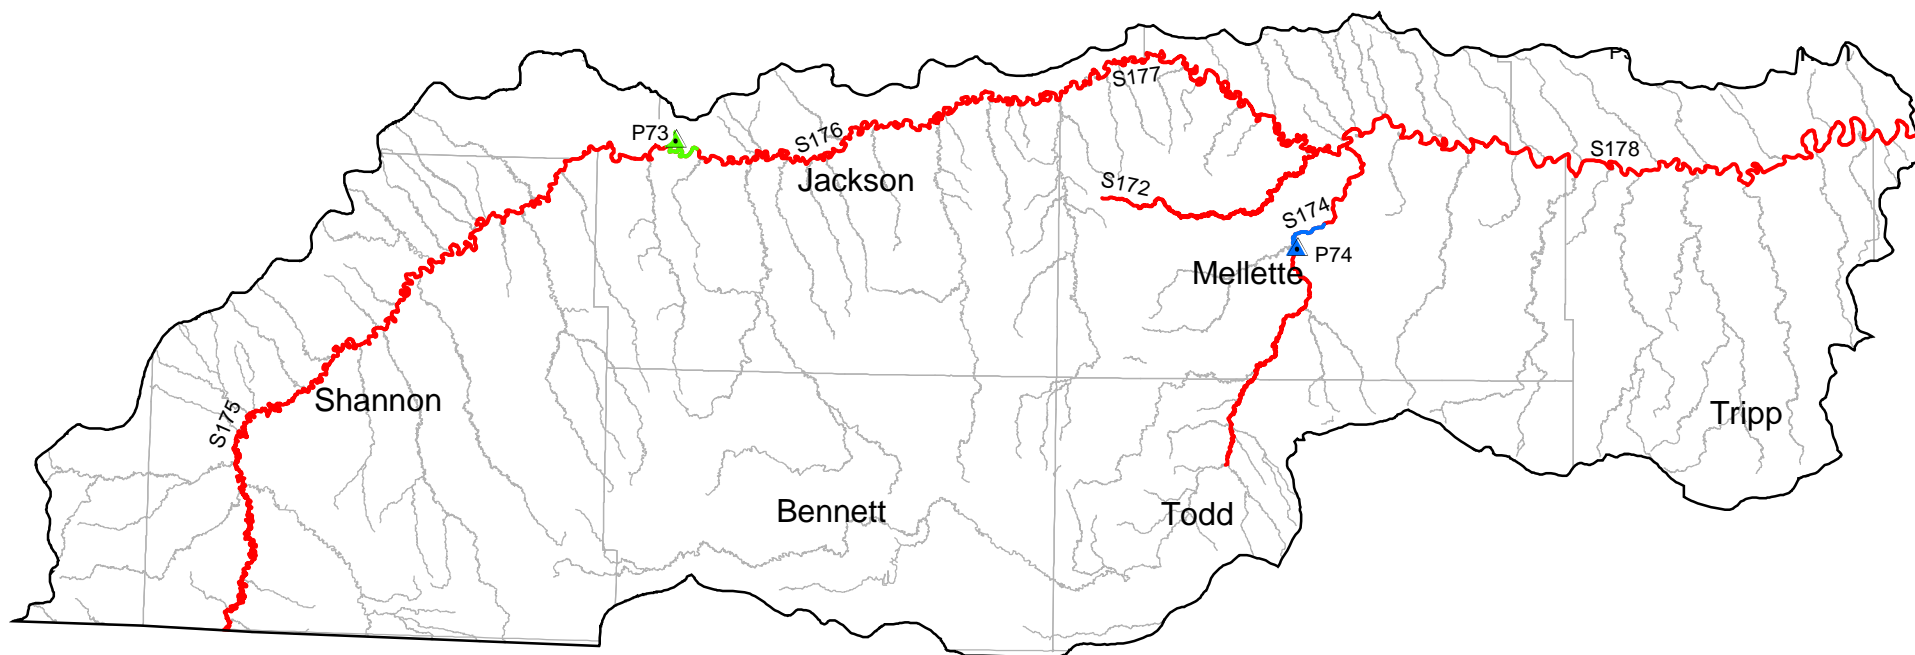 S177
P73
S176
S178
Jackson
S172
S174
P74
Mellette
Shannon
S175
Tripp
Bennett
Todd